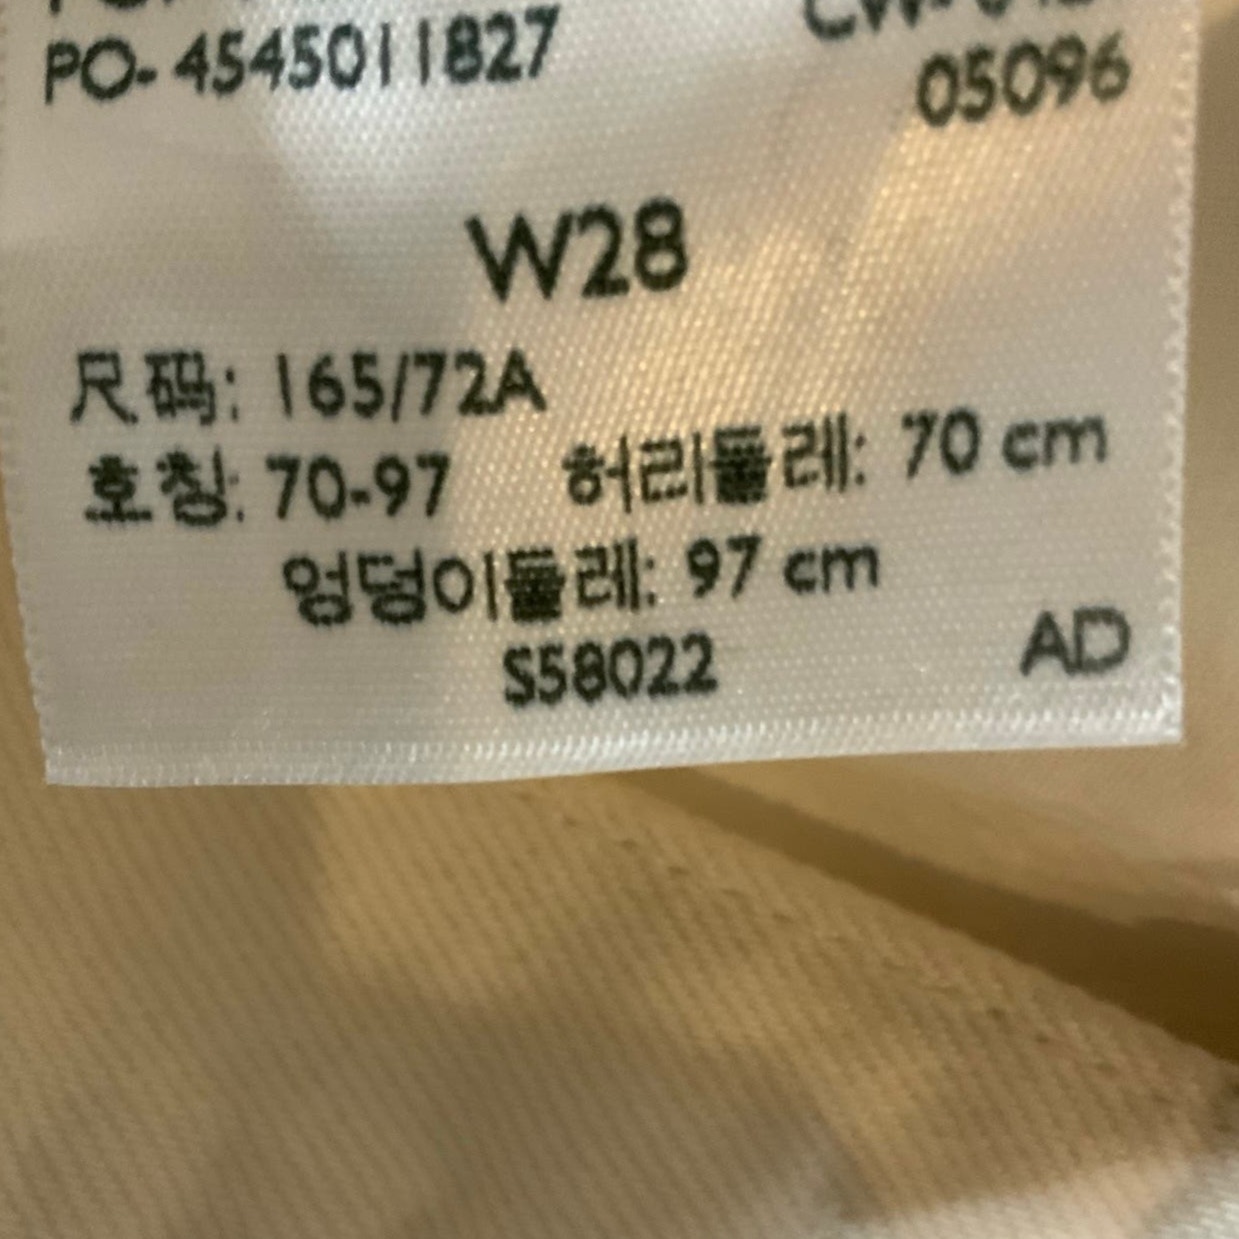 PO- 4545011827
05096
W28
尺码: 165/72A
호칭: 70-97 허리둘레: 70 cm
엉덩이둘레: 97 cm
S58022
AD